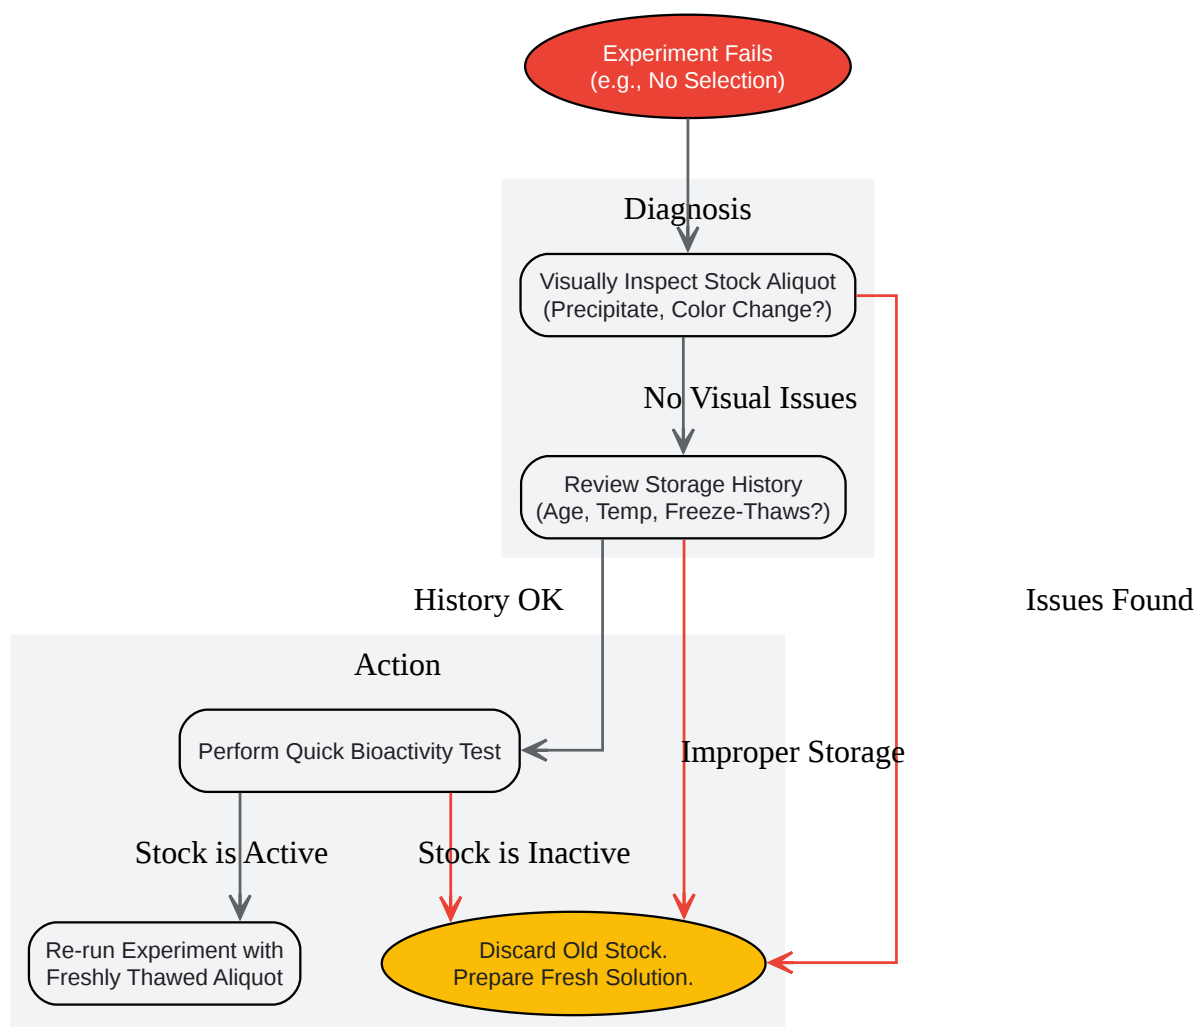 Experiment Fails
(e.g., No Selection)
Diagnosis
Visually Inspect Stock Aliquot
(Precipitate, Color Change?)
No Visual Issues
Review Storage History
(Age, Temp, Freeze-Thaws?)
History OK
Issues Found
Action
Perform Quick Bioactivity Test
Improper Storage
Stock is Active
Stock is Inactive
Re-run Experiment with
Freshly Thawed Aliquot
Discard Old Stock.
Prepare Fresh Solution.